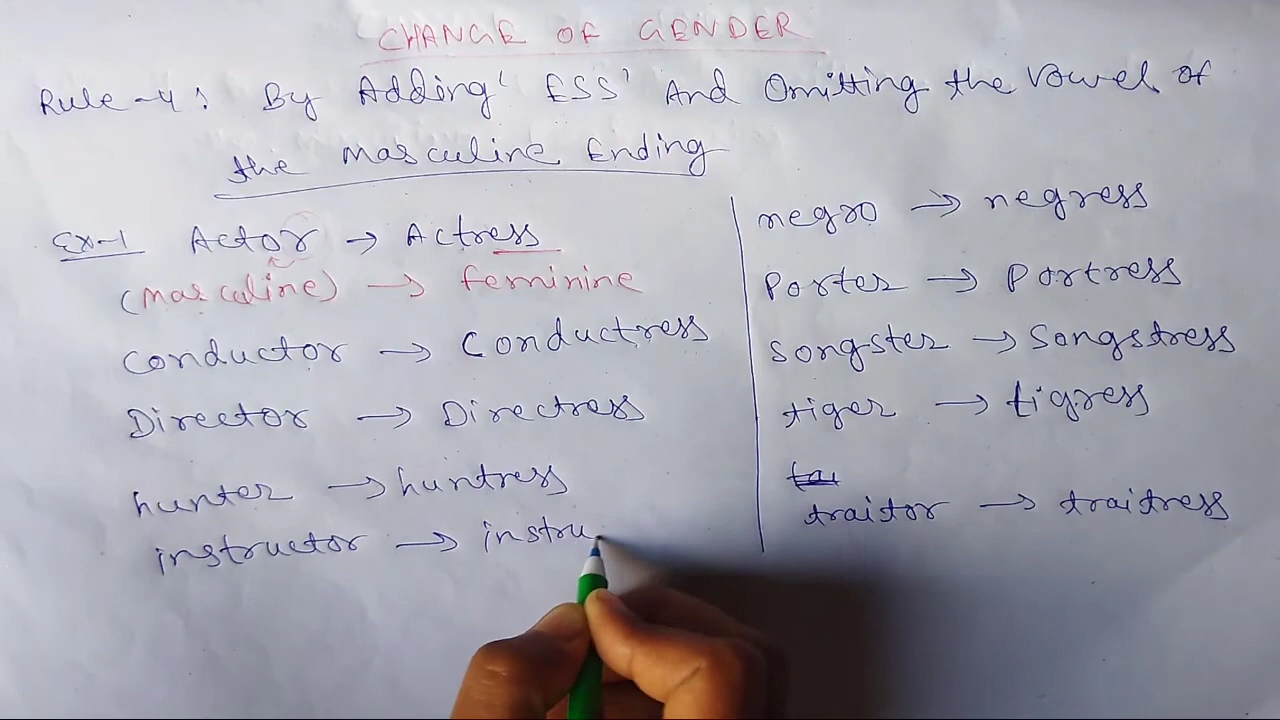 CHANGE OF GENDER
Rule-4: By Adding 'ESS' And Omitting the Vowel of
the masculine Ending
Ex-1 Actor → Actress
(masculine) → feminine
Conductor → Conductress
Director → Directress
hunter → huntress
instructor → instru
negro → negress
Porter → Portress
Songster → Songstress
tiger → tigress
traitor → traitress